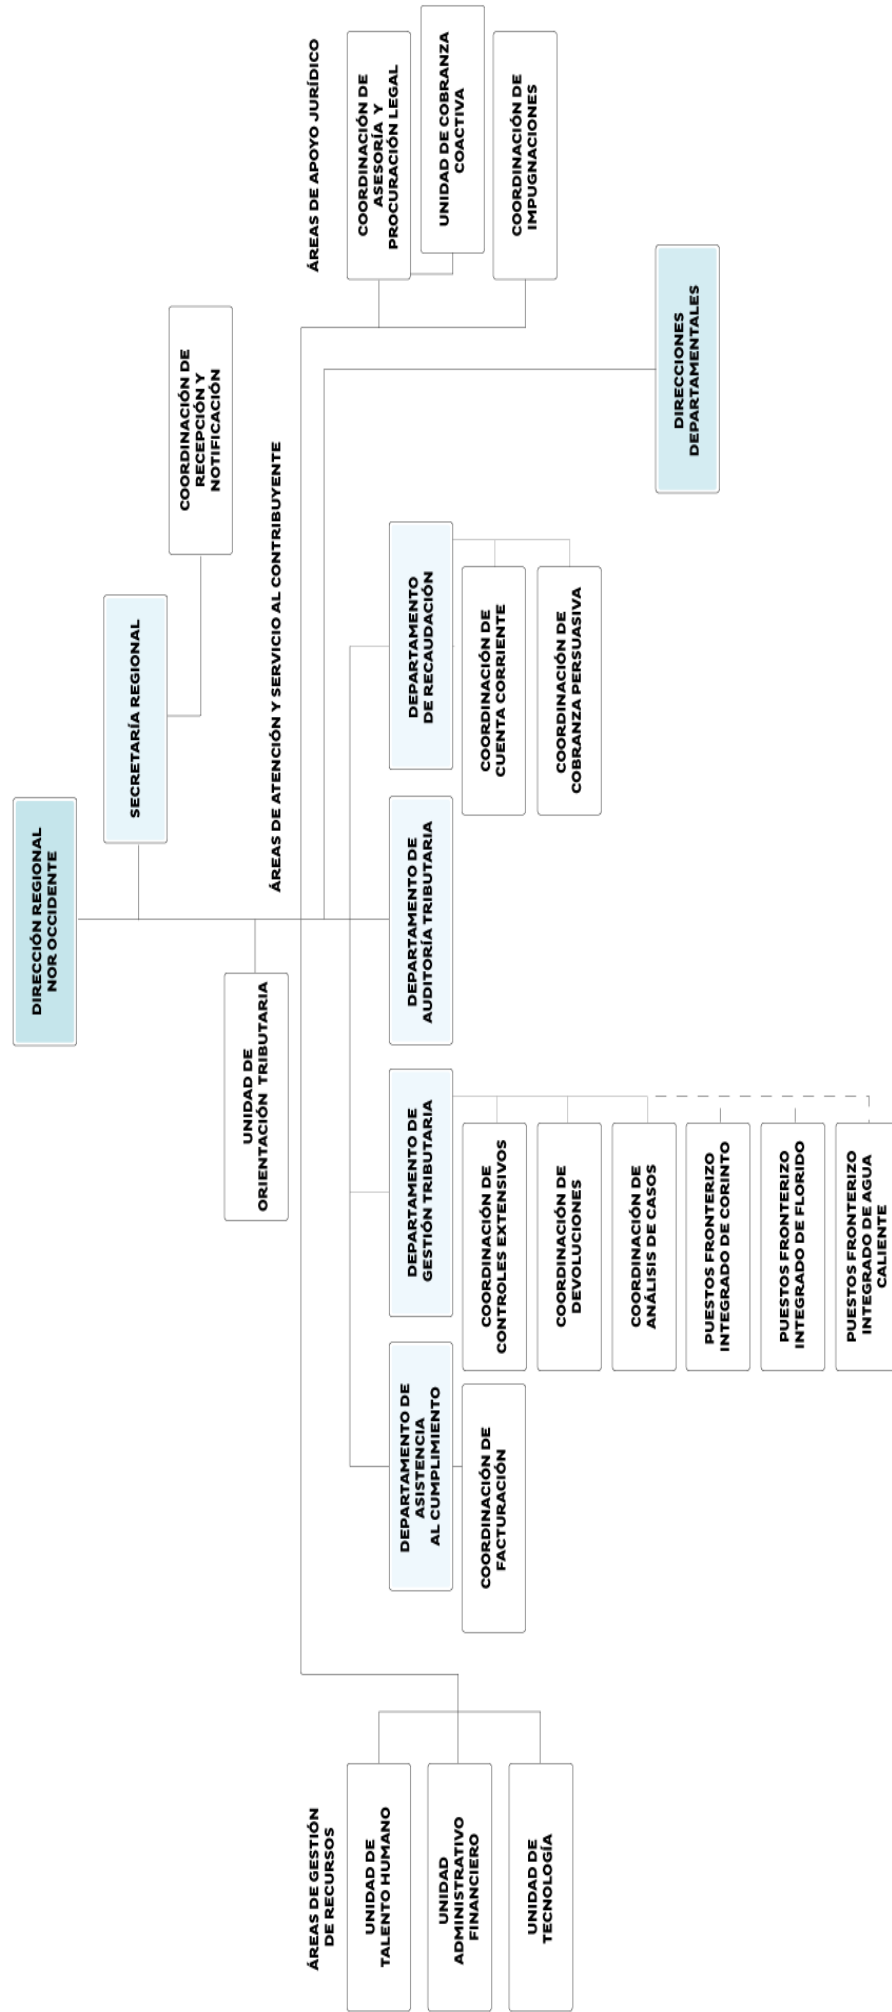 DIRECCIÓN REGIONAL
NOR OCCIDENTE
SECRETARÍA REGIONAL
COORDINACIÓN DE
RECEPCIÓN Y
NOTIFICACIÓN
UNIDAD DE
ORIENTACIÓN TRIBUTARIA
ÁREAS DE GESTIÓN
DE RECURSOS
UNIDAD DE
TALENTO HUMANO
UNIDAD
ADMINISTRATIVO
FINANCIERO
UNIDAD DE
TECNOLOGÍA
ÁREAS DE ATENCIÓN Y SERVICIO AL CONTRIBUYENTE
DEPARTAMENTO DE
ASISTENCIA
AL CUMPLIMIENTO
COORDINACIÓN DE
FACTURACIÓN
DEPARTAMENTO DE
GESTIÓN TRIBUTARIA
COORDINACIÓN DE
CONTROLES EXTENSIVOS
COORDINACIÓN DE
DEVOLUCIONES
COORDINACIÓN DE
ANÁLISIS DE CASOS
PUESTOS FRONTERIZO
INTEGRADO DE CORINTO
PUESTOS FRONTERIZO
INTEGRADO DE FLORIDO
PUESTOS FRONTERIZO
INTEGRADO DE AGUA
CALIENTE
DEPARTAMENTO DE
AUDITORÍA TRIBUTARIA
DEPARTAMENTO
DE RECAUDACIÓN
COORDINACIÓN DE
CUENTA CORRIENTE
COORDINACIÓN DE
COBRANZA PERSUASIVA
ÁREAS DE APOYO JURÍDICO
COORDINACIÓN DE
ASESORÍA Y
PROCURACIÓN LEGAL
UNIDAD DE COBRANZA
COACTIVA
COORDINACIÓN DE
IMPUGNACIONES
DIRECCIONES
DEPARTAMENTALES